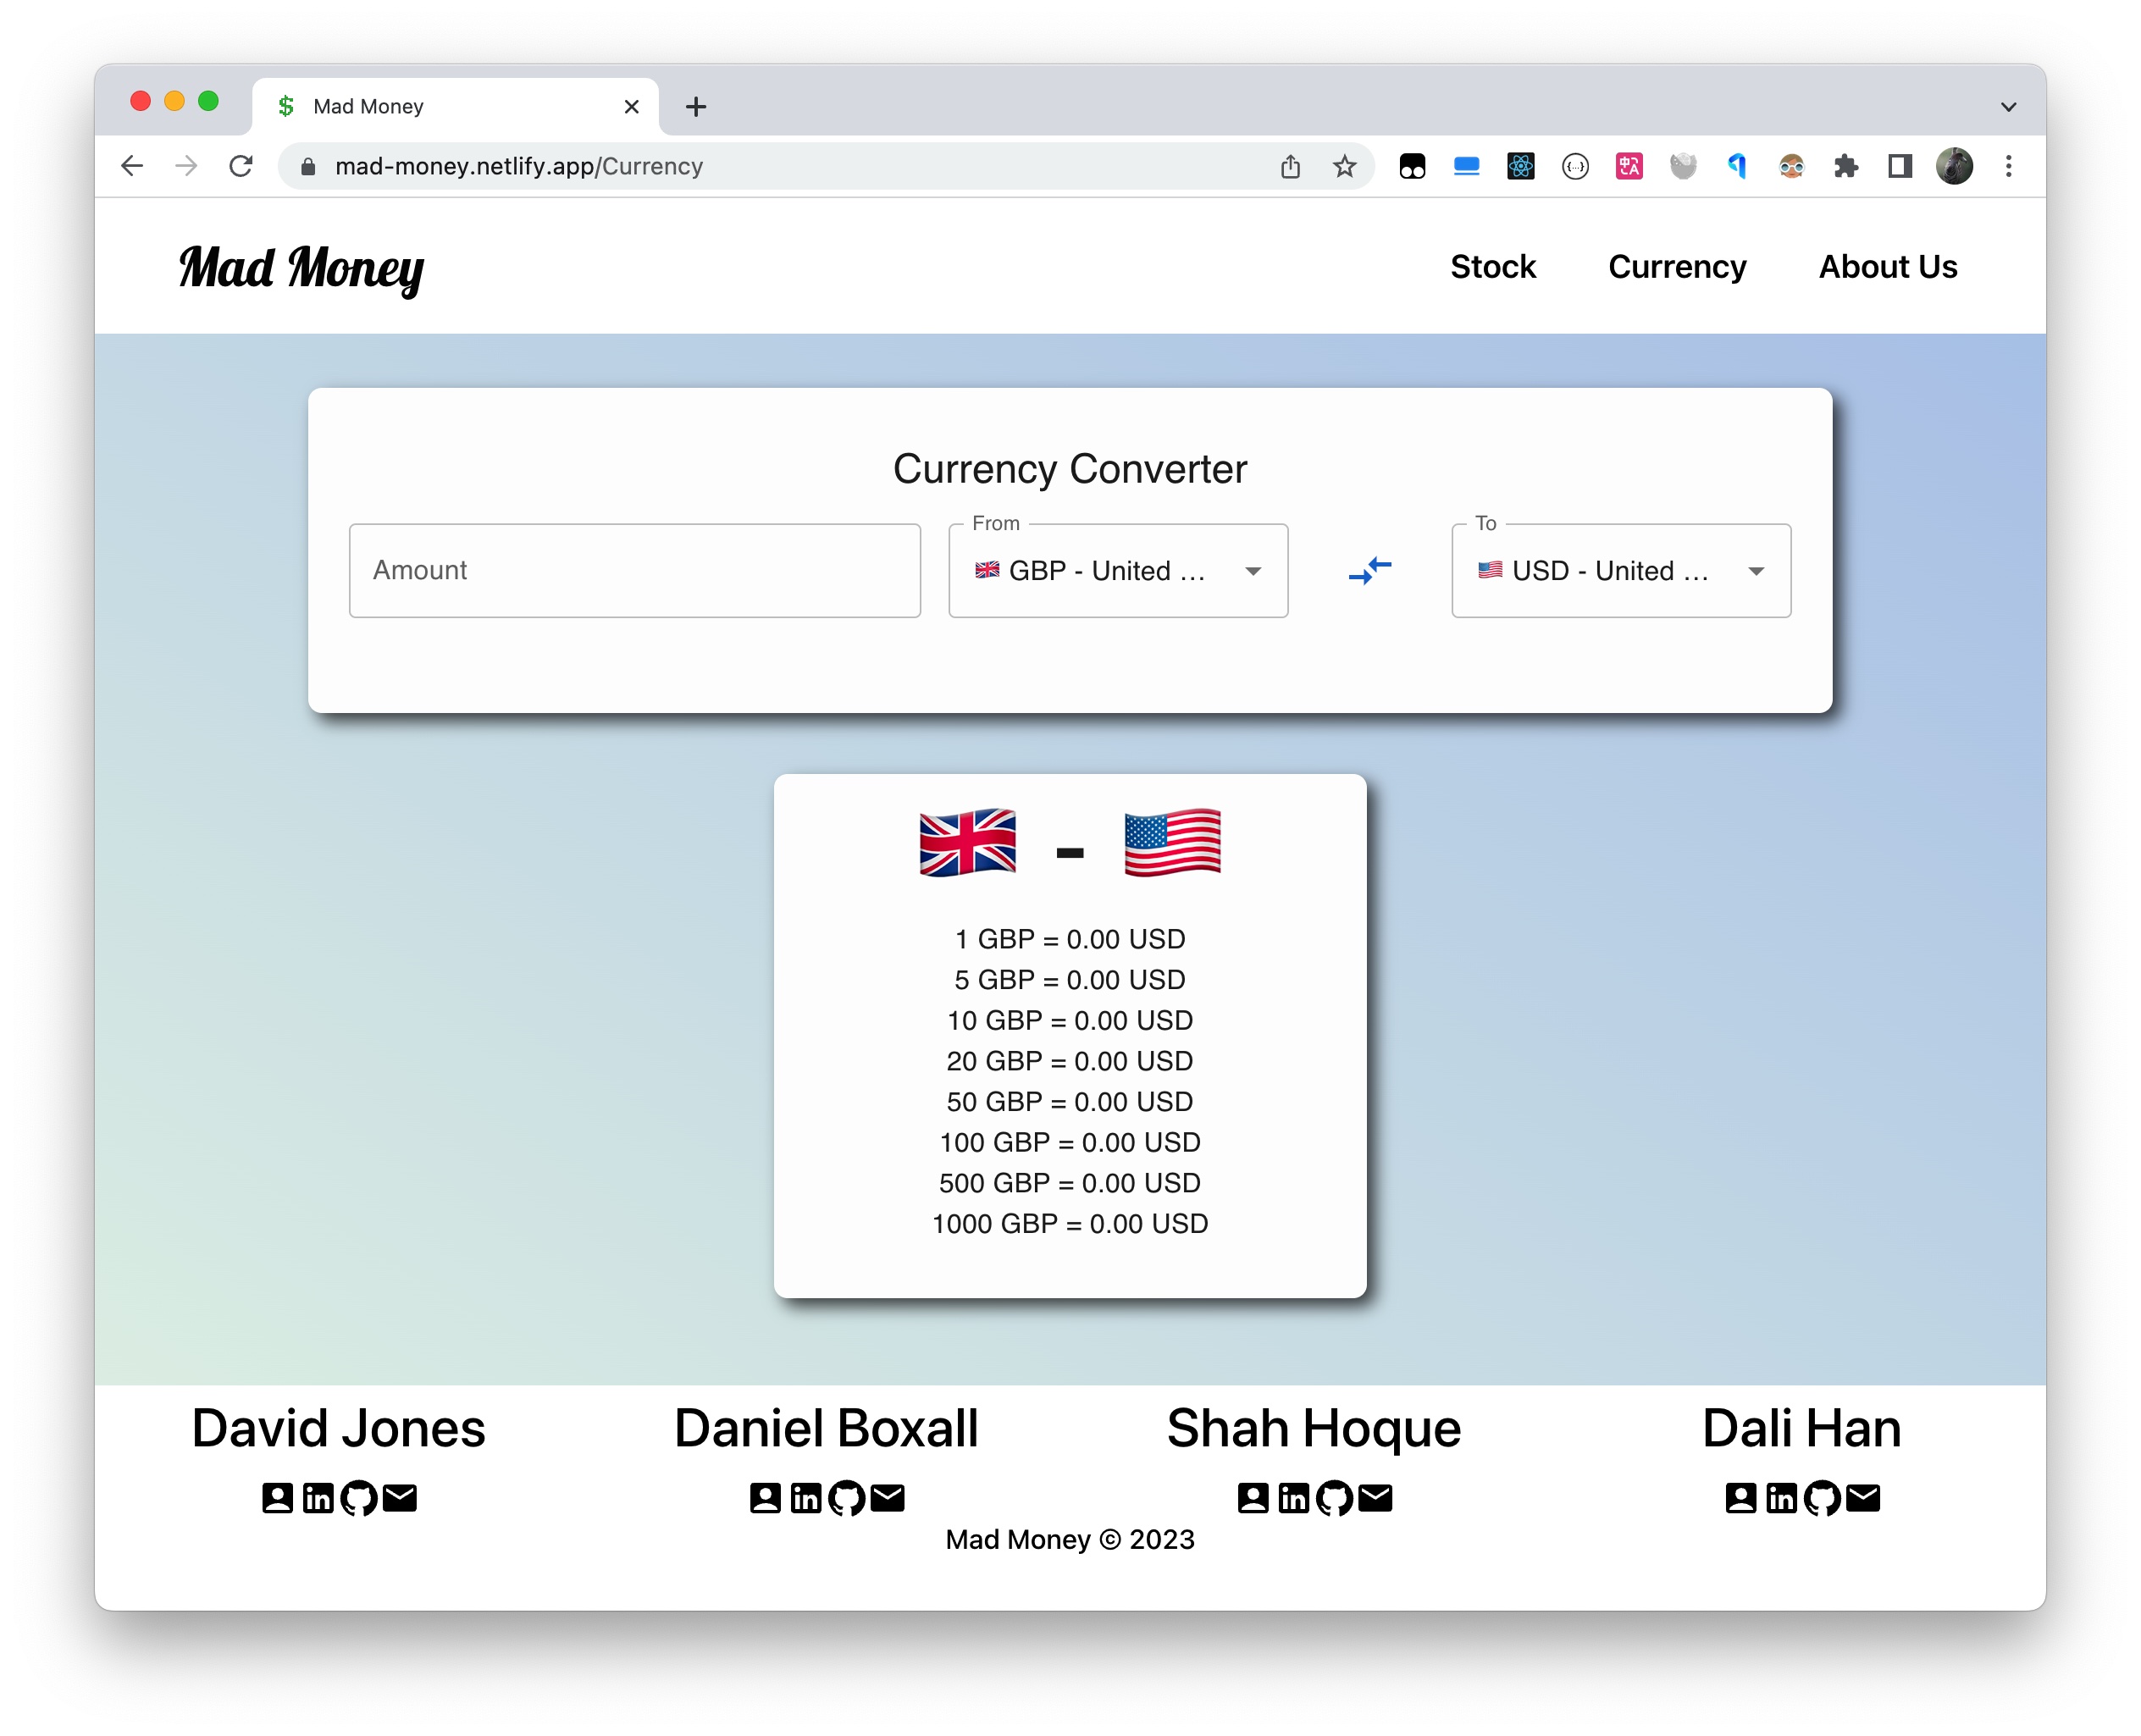 Mad Money
mad-money.netlify.app/Currency
Mad Money
Stock Currency About Us
Currency Converter
Amount
From
GBP - United ...
To
USD - United ...
-
1 GBP = 0.00 USD
5 GBP = 0.00 USD
10 GBP = 0.00 USD
20 GBP = 0.00 USD
50 GBP = 0.00 USD
100 GBP = 0.00 USD
500 GBP = 0.00 USD
1000 GBP = 0.00 USD
David Jones Daniel Boxall Shah Hoque Dali Han
Mad Money © 2023